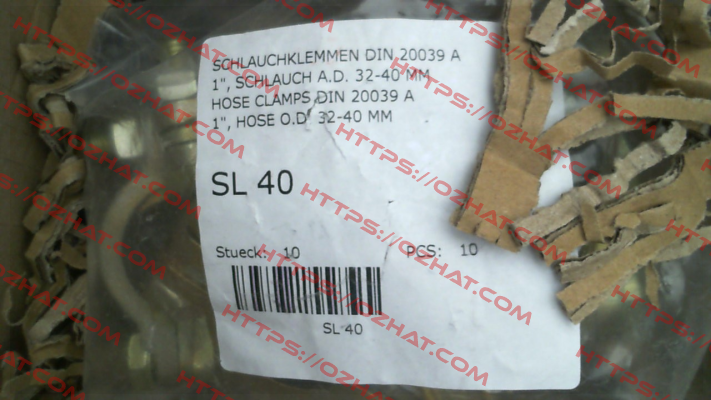 SCHLAUCHKLEMMEN DIN 20039 A
1", SCHLAUCH A.D. 32-40 MM
HOSE CLAMPS DIN 20039 A
1", HOSE O.D. 32-40 MM
SL 40
Stueck: 10 PCS: 10
SL 40
HTTPS://OZHAT.COM